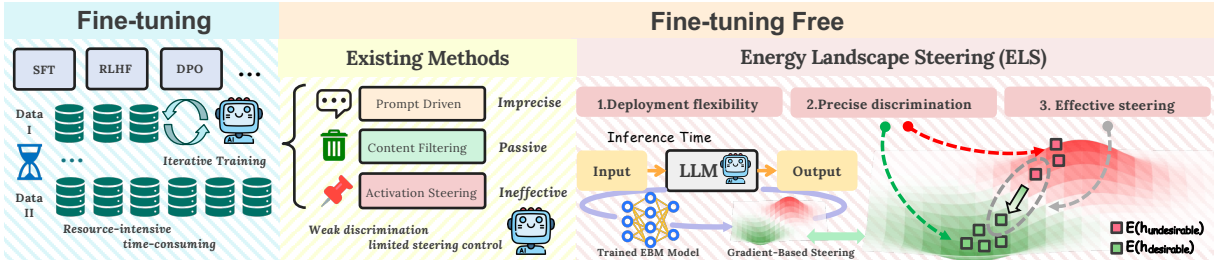 Fine-tuning
Fine-tuning Free
SFT
RLHF
DPO
...
Data
I
AI
Iterative Training
...
Data
II
Resource-intensive
time-consuming
Existing Methods
Prompt Driven
Imprecise
Content Filtering
Passive
Activation Steering
Ineffective
Weak discrimination
limited steering control
AI
Energy Landscape Steering (ELS)
1.Deployment flexibility
2.Precise discrimination
3. Effective steering
Inference Time
Input
LLM
Output
Trained EBM Model
Gradient-Based Steering
E(hundesirable)
E(hdesirable)